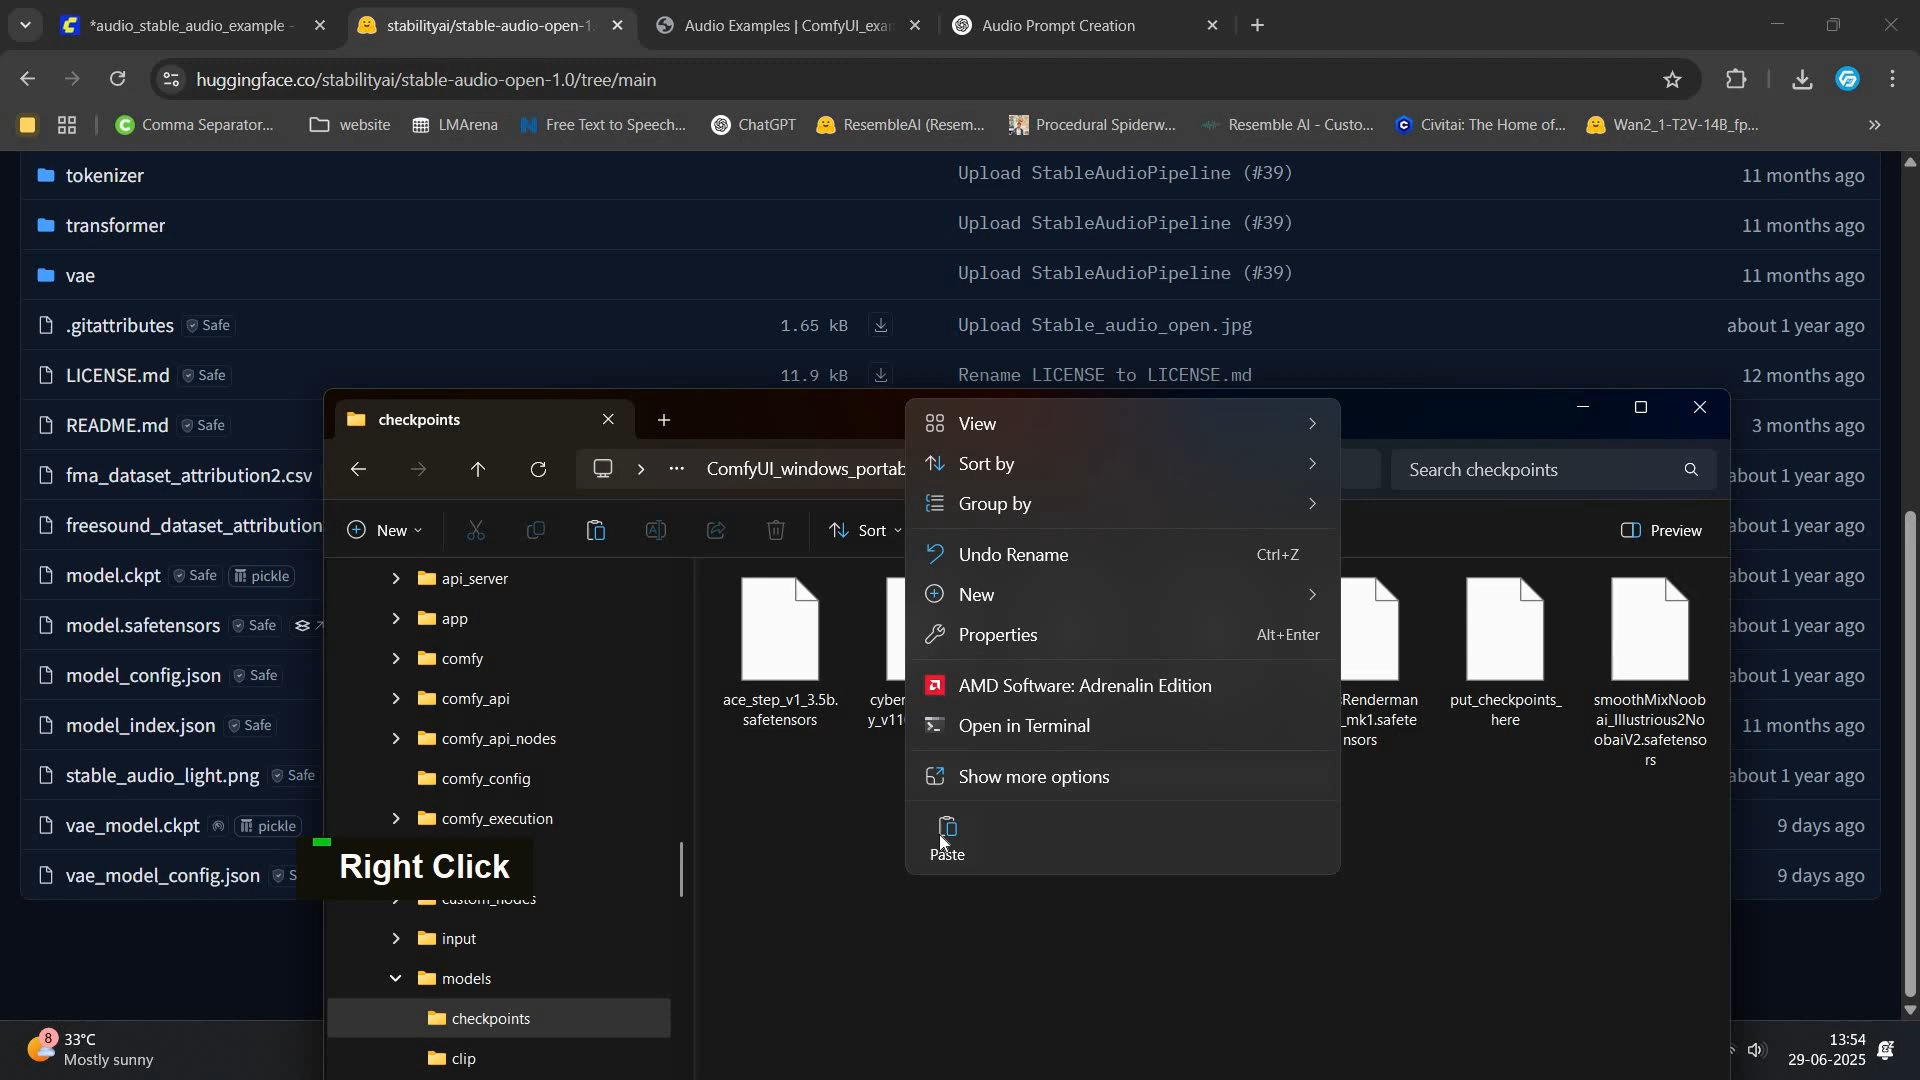 *audio_stable_audio_example -
stabilityai/stable-audio-open-1.
Audio Examples | ComfyUI_exa
Audio Prompt Creation
huggingface.co/stabilityai/stable-audio-open-1.0/tree/main
Comma Separator...
website
LMArena
Free Text to Speech...
ChatGPT
ResembleAI (Resem...
Procedural Spiderw...
Resemble AI - Custo...
Civitai: The Home of...
Wan2_1-T2V-14B_fp...
tokenizer
Upload StableAudioPipeline (#39)
11 months ago
transformer
Upload StableAudioPipeline (#39)
11 months ago
vae
Upload StableAudioPipeline (#39)
11 months ago
.gitattributes Safe
1.65 kB
Upload Stable_audio_open.jpg
about 1 year ago
LICENSE.md Safe
11.9 kB
Rename LICENSE to LICENSE.md
12 months ago
README.md Safe
3 months ago
fma_dataset_attribution2.csv
about 1 year ago
freesound_dataset_attribution
about 1 year ago
model.ckpt Safe pickle
about 1 year ago
model.safetensors Safe
about 1 year ago
model_config.json Safe
about 1 year ago
model_index.json Safe
11 months ago
stable_audio_light.png Safe
about 1 year ago
vae_model.ckpt pickle
9 days ago
vae_model_config.json S
9 days ago
checkpoints
ComfyUI_windows_portab
Search checkpoints
New
Sort
Preview
api_server
app
comfy
comfy_api
comfy_api_nodes
comfy_config
comfy_execution
custom_nodes
input
models
checkpoints
clip
ace_step_v1_3.5b.
safetensors
cyber
y_v11
Renderman
_mk1.safete
nsors
put_checkpoints_
here
smoothMixNoob
ai_Illustrious2No
obaiV2.safetenso
rs
View
Sort by
Group by
Undo Rename Ctrl+Z
New
Properties Alt+Enter
AMD Software: Adrenalin Edition
Open in Terminal
Show more options
Paste
Right Click
8
33°C
Mostly sunny
13:54
29-06-2025